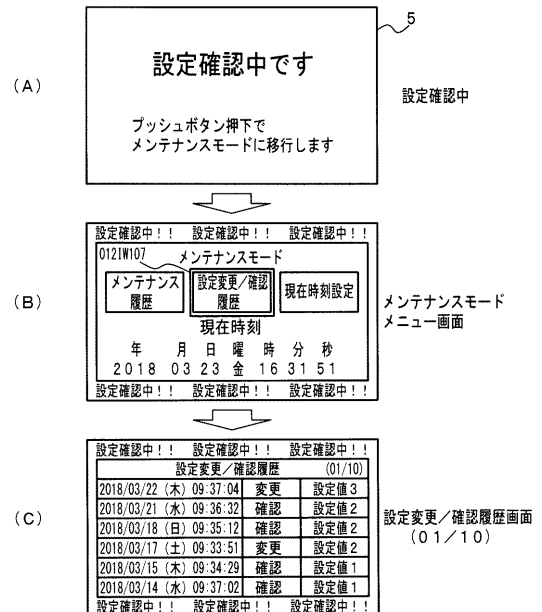 5
(A)
設定確認中です
プッシュボタン押下で
メンテナンスモードに移行します
設定確認中
(B)
設定確認中！！ 設定確認中！！ 設定確認中！！
012IW107 メンテナンスモード
メンテナンス
履歴
設定変更／確認
履歴
現在時刻設定
現在時刻
年 月 日 曜 時 分 秒
2018 03 23 金 16 31 51
設定確認中！！ 設定確認中！！ 設定確認中！！
メンテナンスモード
メニュー画面
(C)
設定確認中！！ 設定確認中！！ 設定確認中！！
設定変更／確認履歴 (01/10)
2018/03/22 (木) 09:37:04 変更 設定値３
2018/03/21 (水) 09:36:32 確認 設定値２
2018/03/18 (日) 09:35:12 確認 設定値２
2018/03/17 (土) 09:33:51 変更 設定値２
2018/03/15 (木) 09:34:29 確認 設定値１
2018/03/14 (水) 09:37:02 確認 設定値１
設定確認中！！ 設定確認中！！ 設定確認中！！
設定変更／確認履歴画面
(０１／１０)